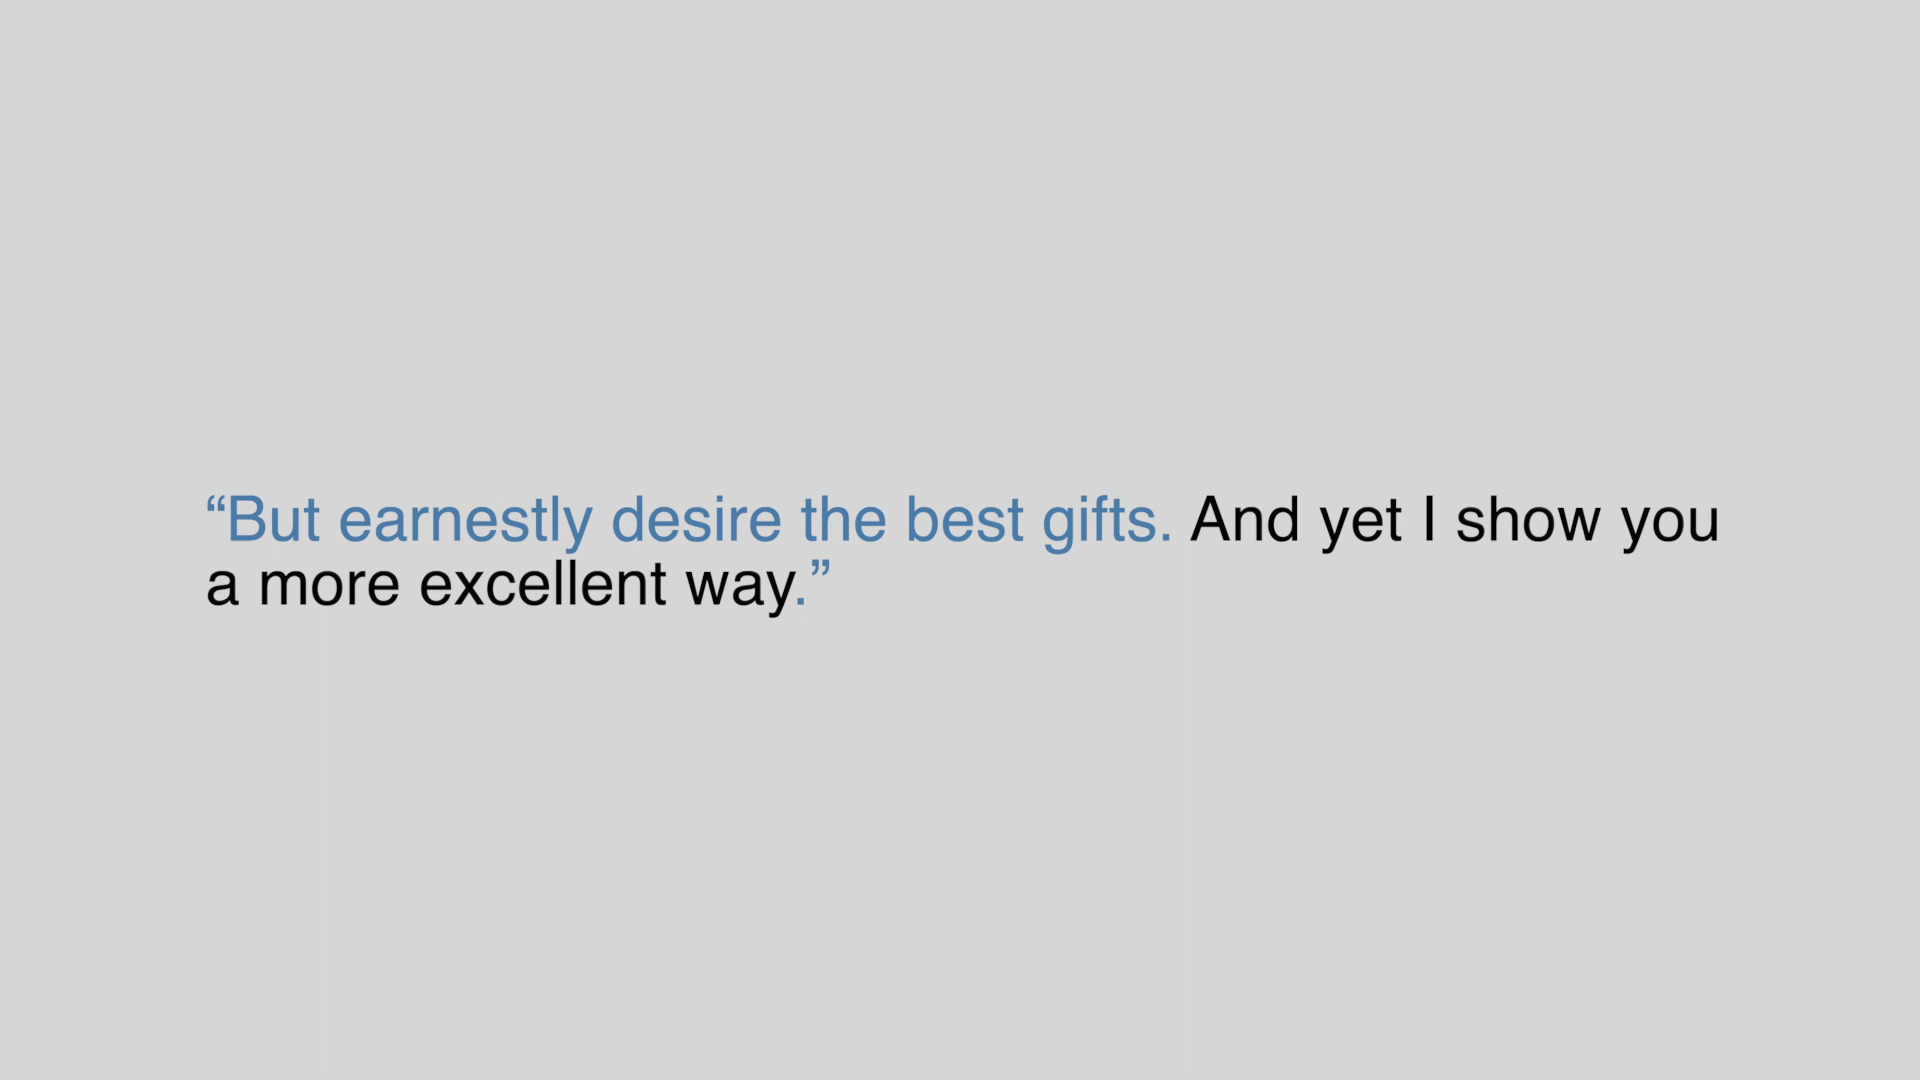 “But earnestly desire the best gifts. And yet I show you
a more excellent way.”